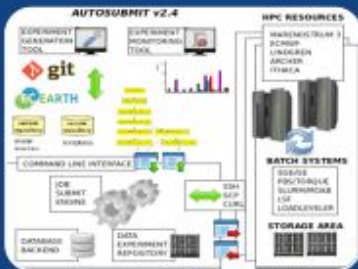 AUTOSUBMIT v2.4
EXPERIMENT
GENERATION
TOOL
EXPERIMENT
MONITORING
TOOL
git
EC EARTH
COMMAND LINE INTERFACE
JOB
SUBMIT
ENGINE
DATABASE
BACKEND
DATA
EXPERIMENT
REPOSITORY
SSH
SCP
CURL
HPC RESOURCES
MARENOSTRUM 3
ECMWF
LINDGREN
ARCHER
ITHACA
BATCH SYSTEMS
SGE/OE
PBS/TORQUE
SLURM/MOAB
LSF
LOADLEVELER
STORAGE AREA